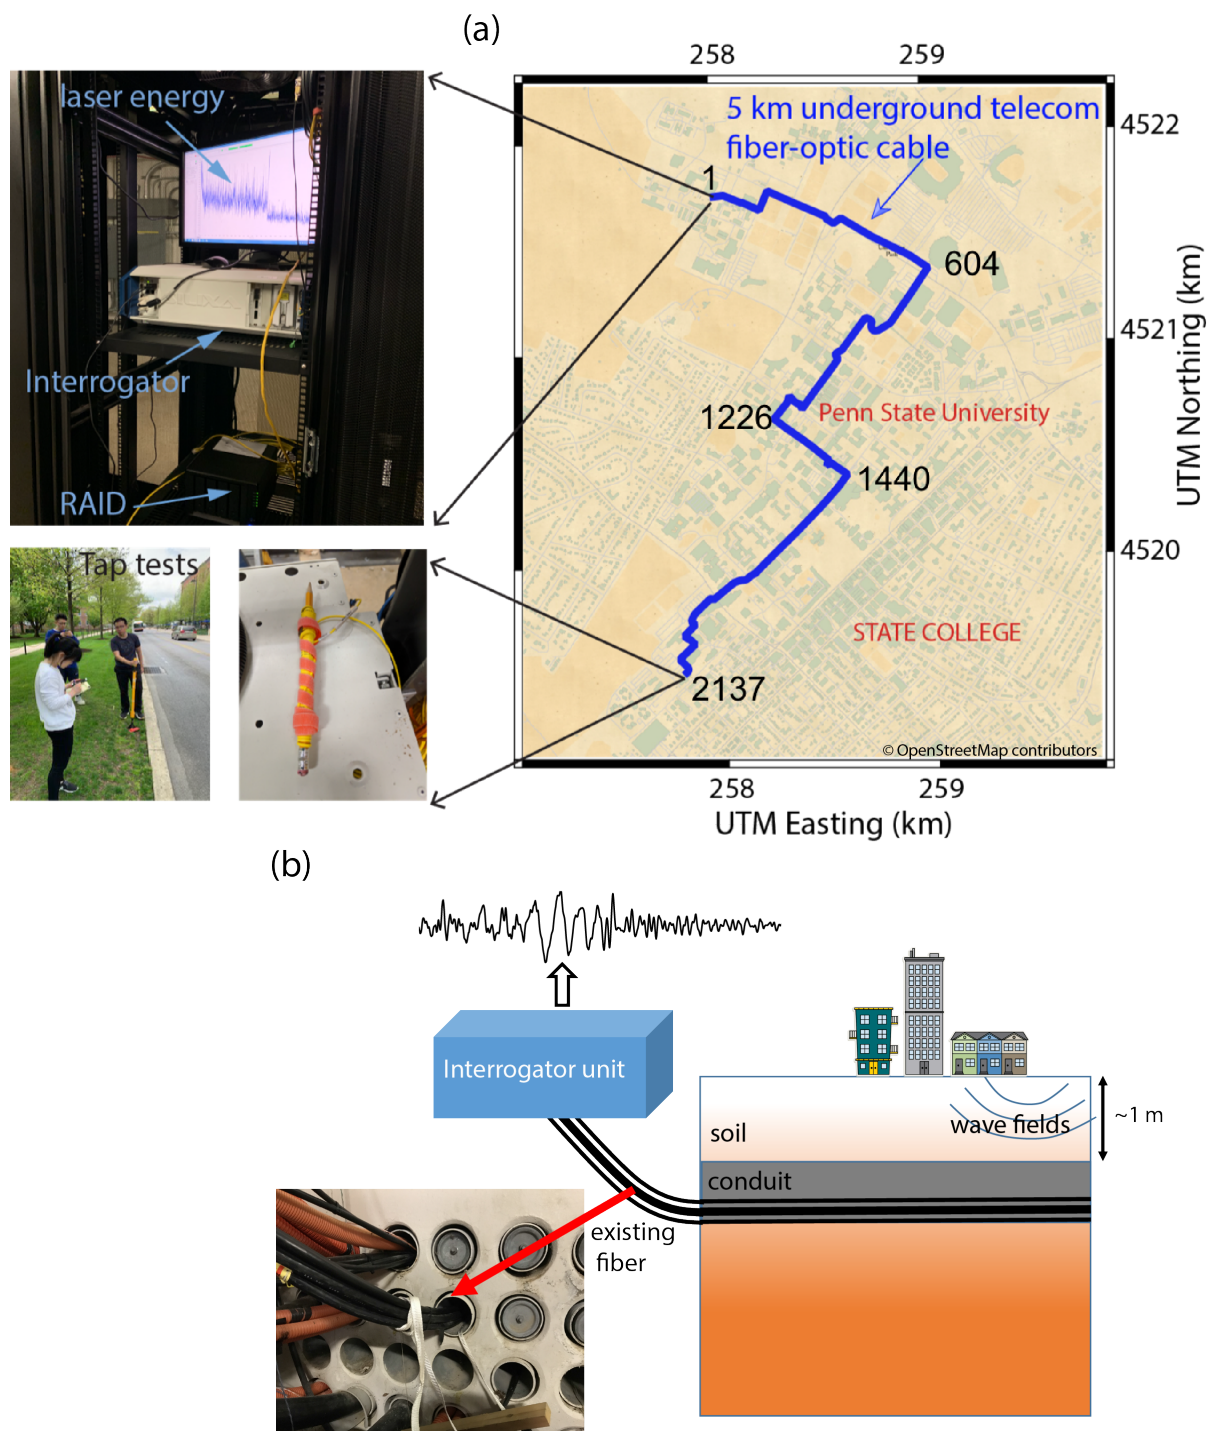 (a)
258
259
laser energy
5 km underground telecom
fiber-optic cable
4522
1
604
4521
Interrogator
1226
Penn State University
UTM Northing (km)
1440
RAID
4520
Tap tests
STATE COLLEGE
2137
© OpenStreetMap contributors
258
259
UTM Easting (km)
(b)
Interrogator unit
~1 m
wave fields
soil
conduit
existing
fiber